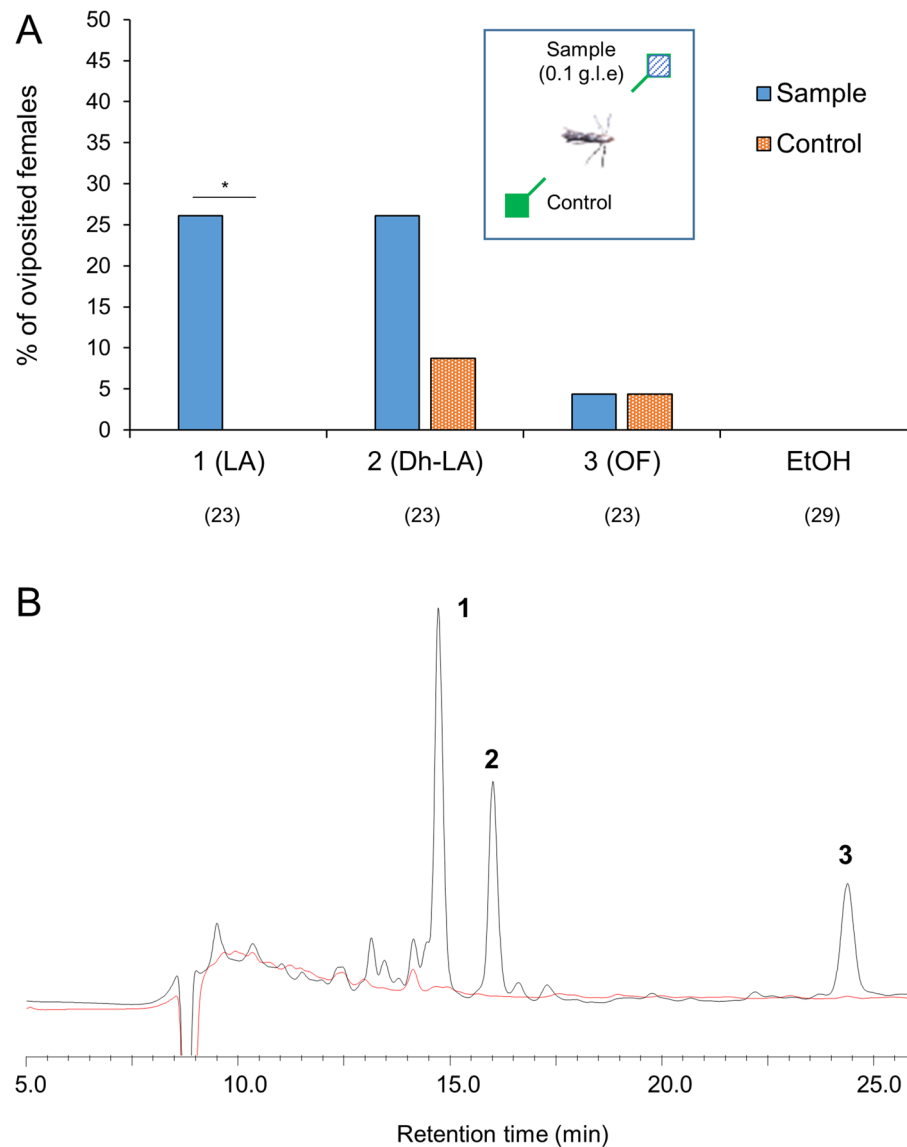 A
50
45
40
35
30
25
20
15
10
5
0
% of oviposited females
*
Sample
(0.1 g.l.e)
Control
Sample
Control
1 (LA) 2 (Dh-LA) 3 (OF) EtOH
(23) (23) (23) (29)
B
1
2
3
5.0 10.0 15.0 20.0 25.0
Retention time (min)